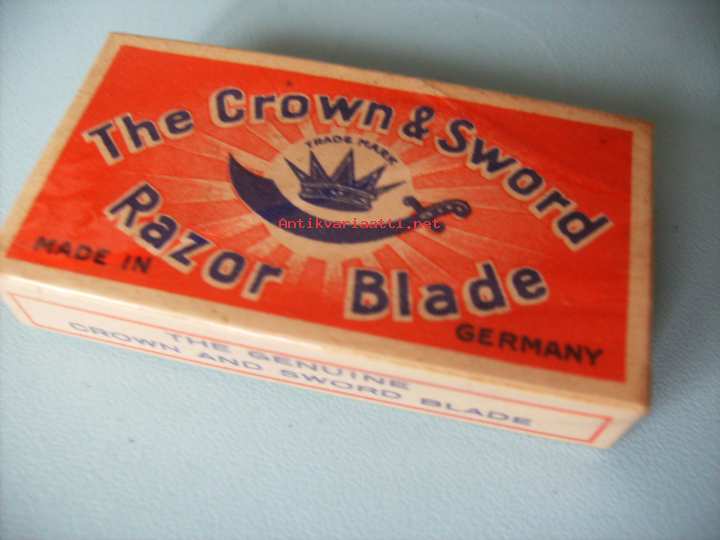 The Crown & Sword
TRADE MARK
Antikvariaatti.net
Razor Blade
MADE IN
GERMANY
THE GENUINE
CROWN AND SWORD BLADE